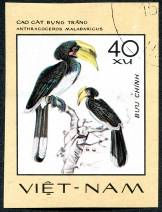 CAO CÁT BỤNG TRẮNG
ANTHRACOCEROS MALABARICUS
40
XU
BƯU CHÍNH
VIỆT-NAM